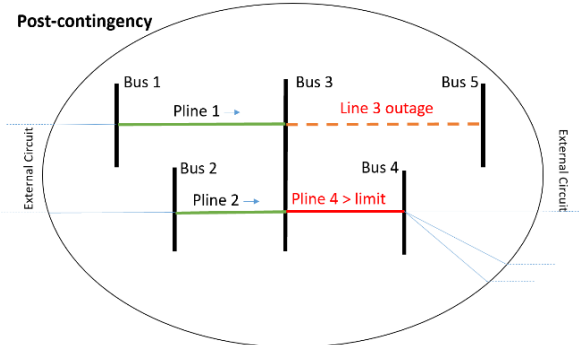 Post-contingency
Bus 1
Bus 3
Bus 5
Pline 1
Line 3 outage
Bus 2
Bus 4
Pline 2
Pline 4 > limit
External Circuit
External Circuit